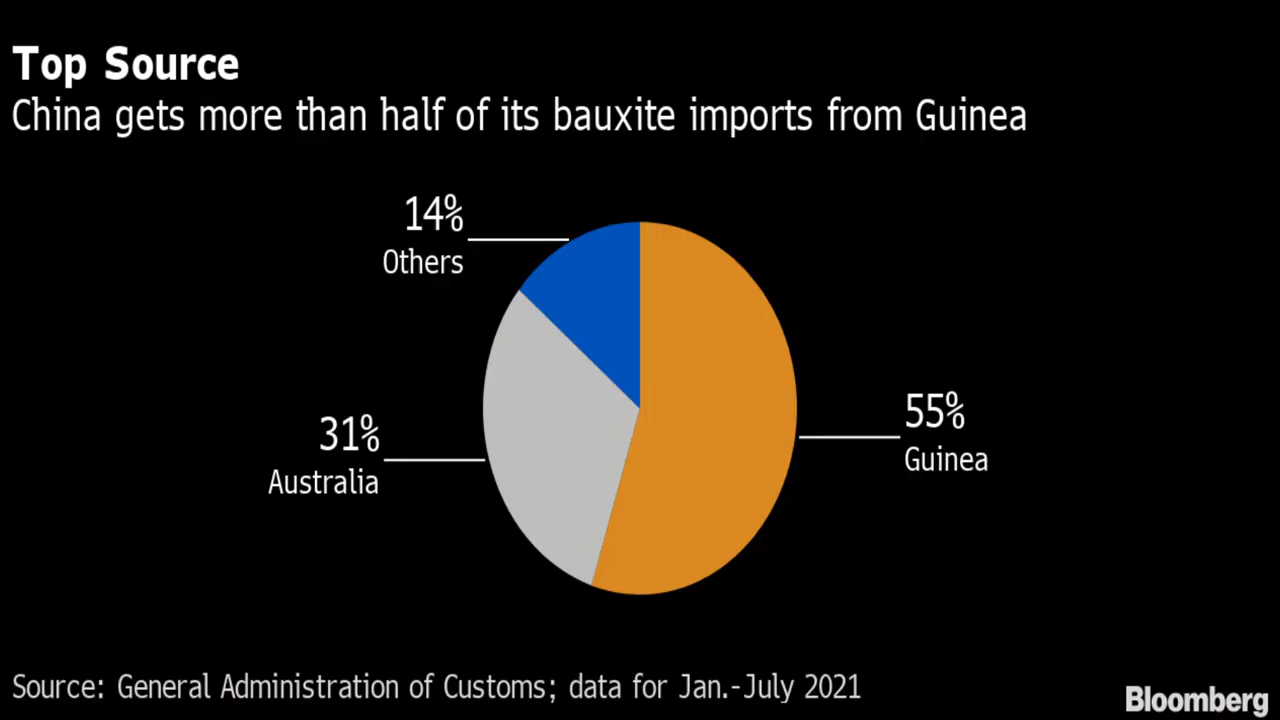 Top Source
China gets more than half of its bauxite imports from Guinea
14%
Others
31%
Australia
55%
Guinea
Source: General Administration of Customs; data for Jan.-July 2021
Bloomberg